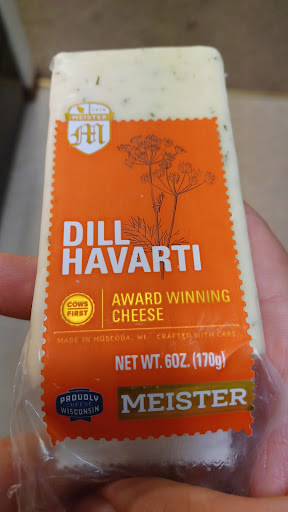 MEISTER
M
DILL
HAVARTI
COWS
FIRST
AWARD WINNING
CHEESE
MADE IN MUSCODA, WI CRAFTED WITH CARE
NET WT. 6OZ. (170g)
PROUDLY
WISCONSIN
MEISTER